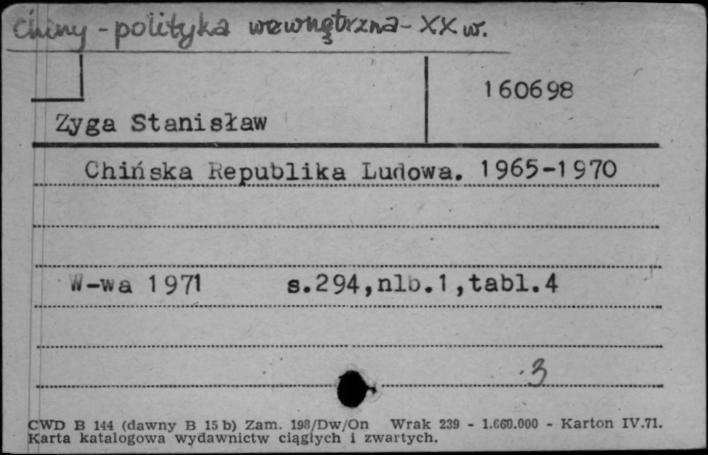 Chiny - polityka wewnętrzna - XX w.
160698
Zyga Stanisław
Chińska Republika Ludowa. 1965-1970
W-wa 1971 s.294,nlb.1,tabl.4
3
CWD B 144 (dawny B 15 b) Zam. 198/Dw/On Wrak 239 - 1.660.000 - Karton IV.71.
Karta katalogowa wydawnictw ciągłych i zwartych.